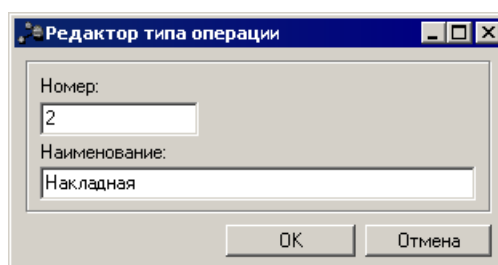 Редактор типа операции
Номер:
2
Наименование:
Накладная
OK Отмена